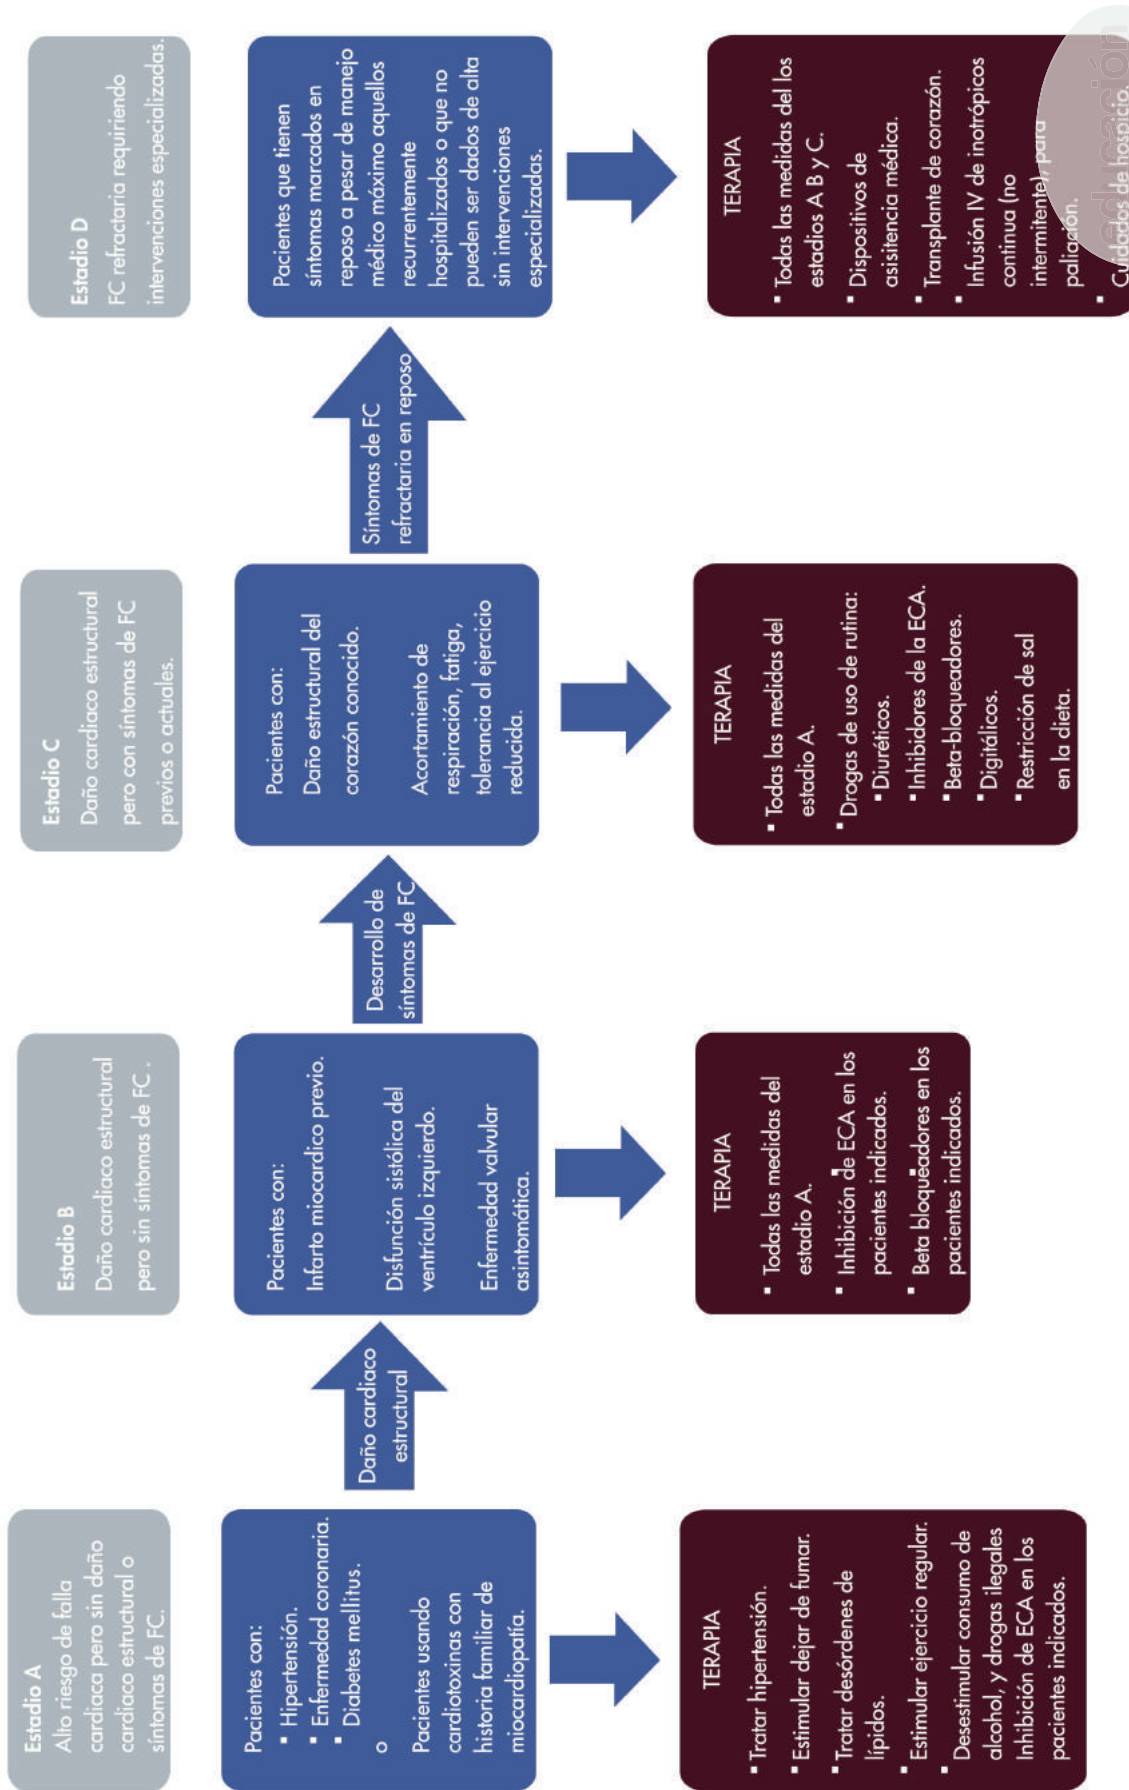 Estadio A
Alto riesgo de falla
cardiaca pero sin daño
cardiaco estructural o
síntomas de FC.
Pacientes con:
▪ Hipertensión.
▪ Enfermedad coronaria.
▪ Diabetes mellitus.
o
Pacientes usando
cardiotoxinas con
historia familiar de
miocardiopatía.
TERAPIA
▪ Tratar hipertensión.
▪ Estimular dejar de fumar.
▪ Tratar desórdenes de
lípidos.
▪ Estimular ejercicio regular.
▪ Desestimular consumo de
alcohol, y drogas ilegales
Inhibición de ECA en los
pacientes indicados.
Daño cardiaco
estructural
Estadio B
Daño cardiaco estructural
pero sin síntomas de FC .
Pacientes con:
Infarto miocardico previo.
Disfunción sistólica del
ventrículo izquierdo.
Enfermedad valvular
asintomática.
TERAPIA
▪ Todas las medidas del
estadio A.
▪ Inhibición de ECA en los
pacientes indicados.
▪ Beta bloqueadores en los
pacientes indicados.
Desarrollo de
síntomas de FC
Estadio C
Daño cardiaco estructural
pero con síntomas de FC
previos o actuales.
Pacientes con:
Daño estructural del
corazón conocido.
Acortamiento de
respiración, fatiga,
tolerancia al ejercicio
reducida.
TERAPIA
▪ Todas las medidas del
estadio A.
▪ Drogas de uso de rutina:
▪ Diuréticos.
▪ Inhibidores de la ECA.
▪ Beta-bloqueadores.
▪ Digitálicos.
▪ Restricción de sal
en la dieta.
Síntomas de FC
refractaria en reposo
Estadio D
FC refractaria requiriendo
intervenciones especializadas.
Pacientes que tienen
síntomas marcados en
reposo a pesar de manejo
médico máximo aquellos
recurrentemente
hospitalizados o que no
pueden ser dados de alta
sin intervenciones
especializadas.
TERAPIA
▪ Todas las medidas del los
estadios A B y C.
▪ Dispositivos de
asisitencia médica.
▪ Transplante de corazón.
▪ Infusión IV de inotrópicos
continua (no
intermitente), para
paliación.
▪ Cuidados de hospicio.
educación